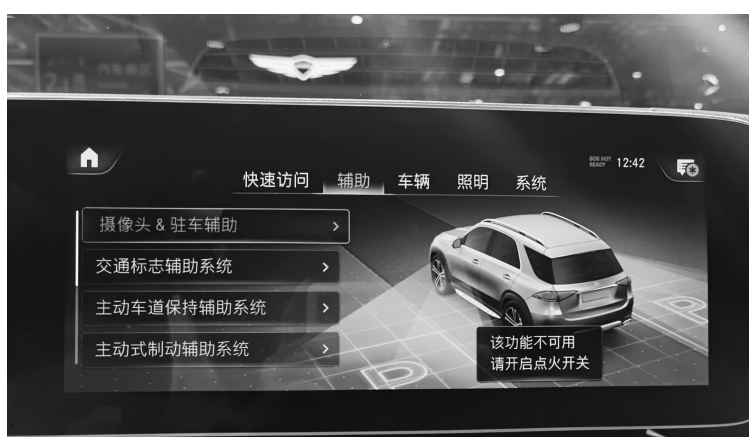 SOS NOT
READY
12:42
快速访问 辅助 车辆 照明 系统
摄像头 & 驻车辅助
交通标志辅助系统
主动车道保持辅助系统
主动式制动辅助系统
该功能不可用
请开启点火开关
P
P